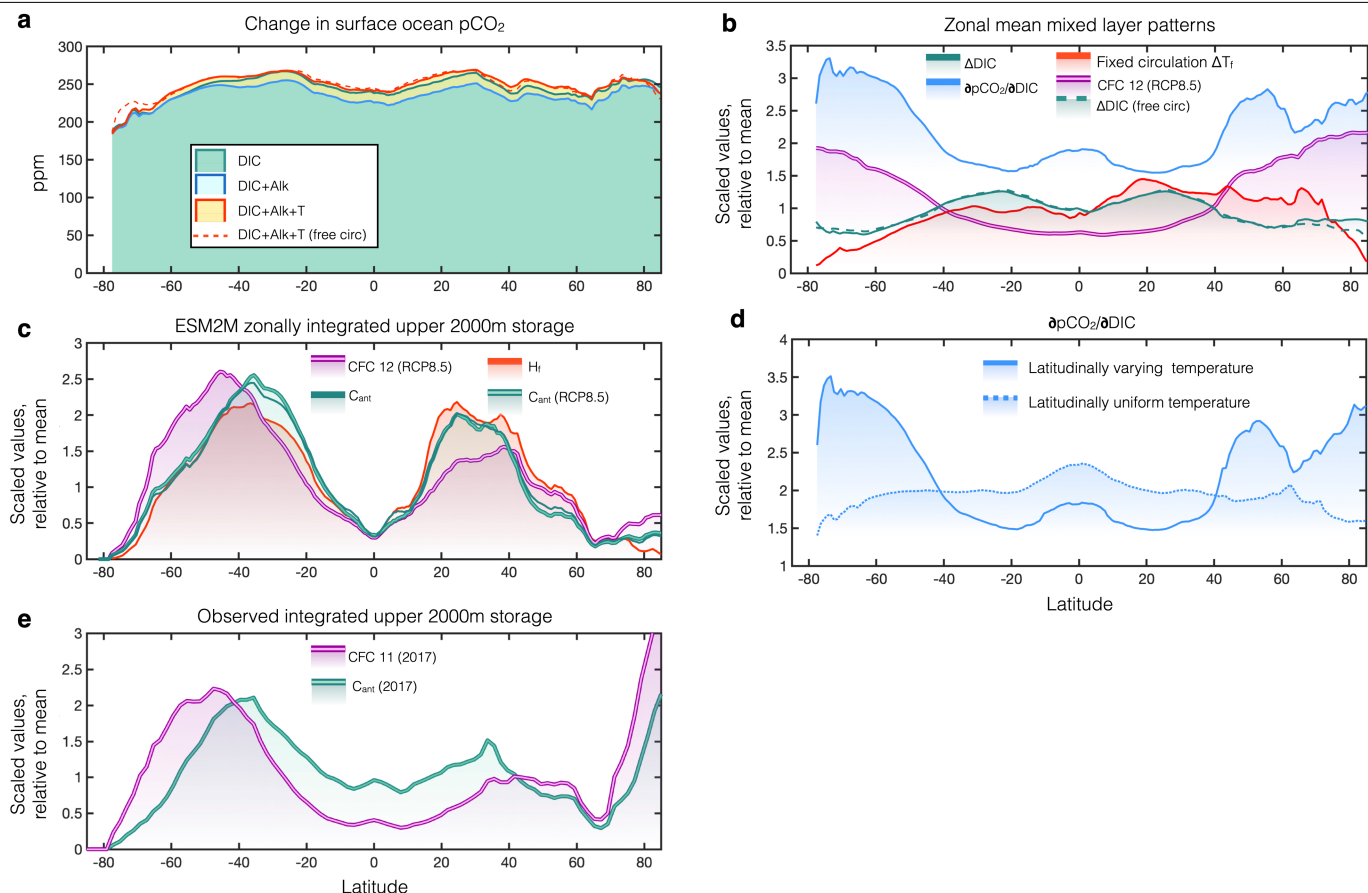 a
Change in surface ocean pCO₂
300
250
200
150
100
50
0
ppm
DIC
DIC+Alk
DIC+Alk+T
DIC+Alk+T (free circ)
-80 -60 -40 -20 0 20 40 60 80
b
Zonal mean mixed layer patterns
3.5
3
2.5
2
1.5
1
0.5
0
Scaled values,
relative to mean
ΔDIC
∂pCO₂/∂DIC
Fixed circulation ΔT_f
CFC 12 (RCP8.5)
ΔDIC (free circ)
-80 -60 -40 -20 0 20 40 60 80
c
ESM2M zonally integrated upper 2000m storage
3
2.5
2
1.5
1
0.5
0
Scaled values,
relative to mean
CFC 12 (RCP8.5)
C_ant
H_f
C_ant (RCP8.5)
-80 -60 -40 -20 0 20 40 60 80
d
∂pCO₂/∂DIC
4
3.5
3
2.5
2
1.5
1
Scaled values,
relative to mean
Latitudinally varying temperature
Latitudinally uniform temperature
-80 -60 -40 -20 0 20 40 60 80
Latitude
e
Observed integrated upper 2000m storage
3
2.5
2
1.5
1
0.5
0
Scaled values,
relative to mean
CFC 11 (2017)
C_ant (2017)
-80 -60 -40 -20 0 20 40 60 80
Latitude